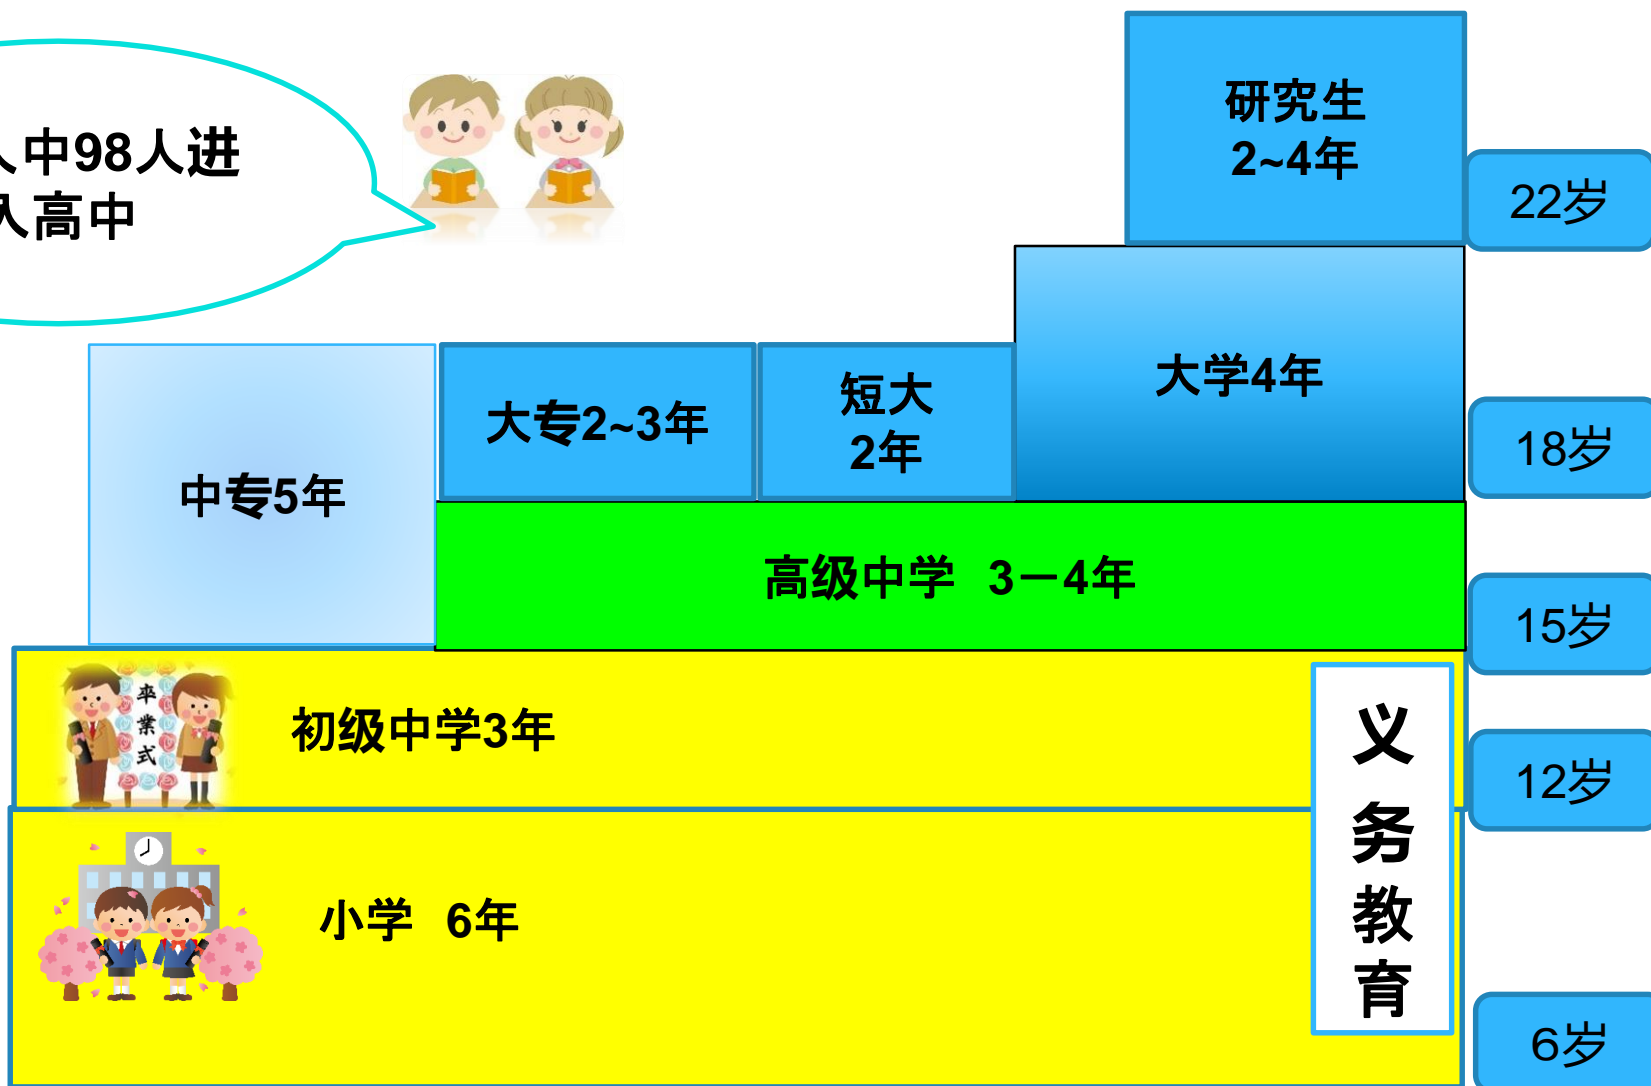 人中98人进
入高中
研究生
2~4年
22岁
大学4年
短大
2年
大专2~3年
18岁
中专5年
高级中学 3－4年
15岁
卒業式
初级中学3年
12岁
义务教育
小学 6年
6岁